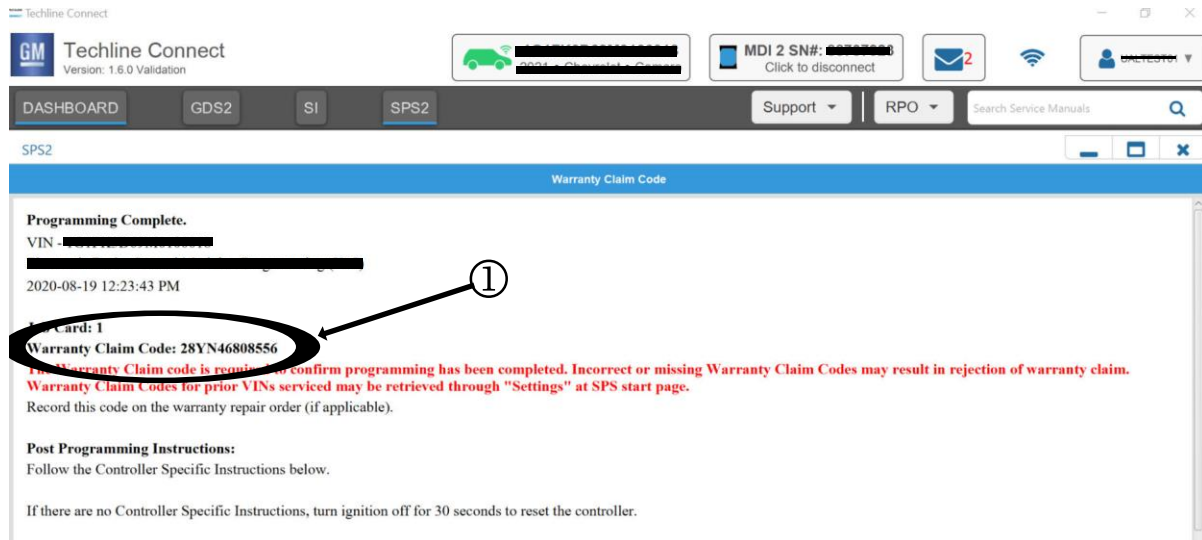 Techline Connect
GM
Techline Connect
Version: 1.6.0 Validation
2021 • Chevrolet • Camaro
MDI 2 SN#:
Click to disconnect
2
DASHBOARD GDS2 SI SPS2 Support RPO Search Service Manuals
SPS2
Warranty Claim Code
Programming Complete.
VIN -
2020-08-19 12:23:43 PM
①
Card: 1
Warranty Claim Code: 28YN46808556
The Warranty Claim code is required to confirm programming has been completed. Incorrect or missing Warranty Claim Codes may result in rejection of warranty claim.
Warranty Claim Codes for prior VINs serviced may be retrieved through "Settings" at SPS start page.
Record this code on the warranty repair order (if applicable).
Post Programming Instructions:
Follow the Controller Specific Instructions below.
If there are no Controller Specific Instructions, turn ignition off for 30 seconds to reset the controller.